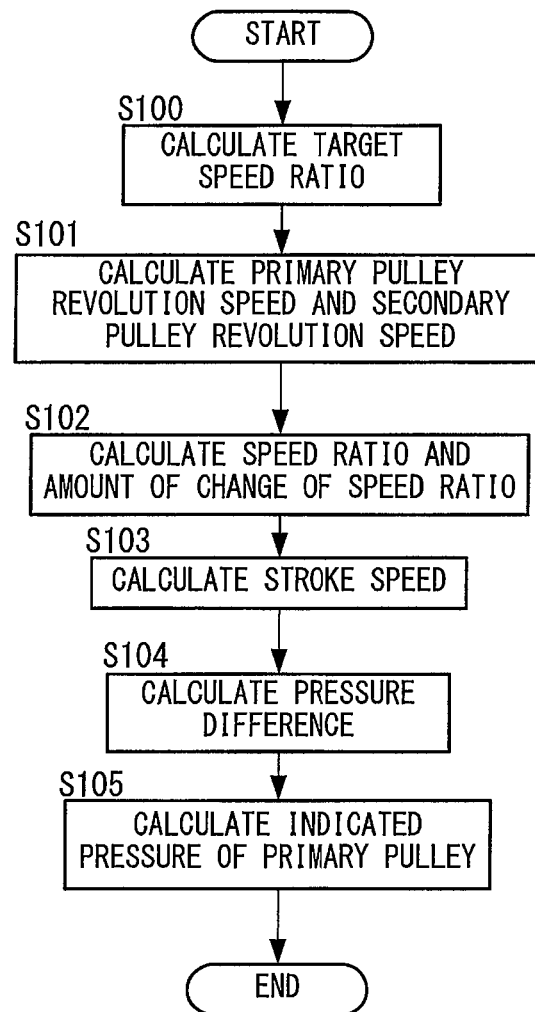 START
S100
CALCULATE TARGET
SPEED RATIO
S101
CALCULATE PRIMARY PULLEY
REVOLUTION SPEED AND SECONDARY
PULLEY REVOLUTION SPEED
S102
CALCULATE SPEED RATIO AND
AMOUNT OF CHANGE OF SPEED RATIO
S103
CALCULATE STROKE SPEED
S104
CALCULATE PRESSURE
DIFFERENCE
S105
CALCULATE INDICATED
PRESSURE OF PRIMARY PULLEY
END